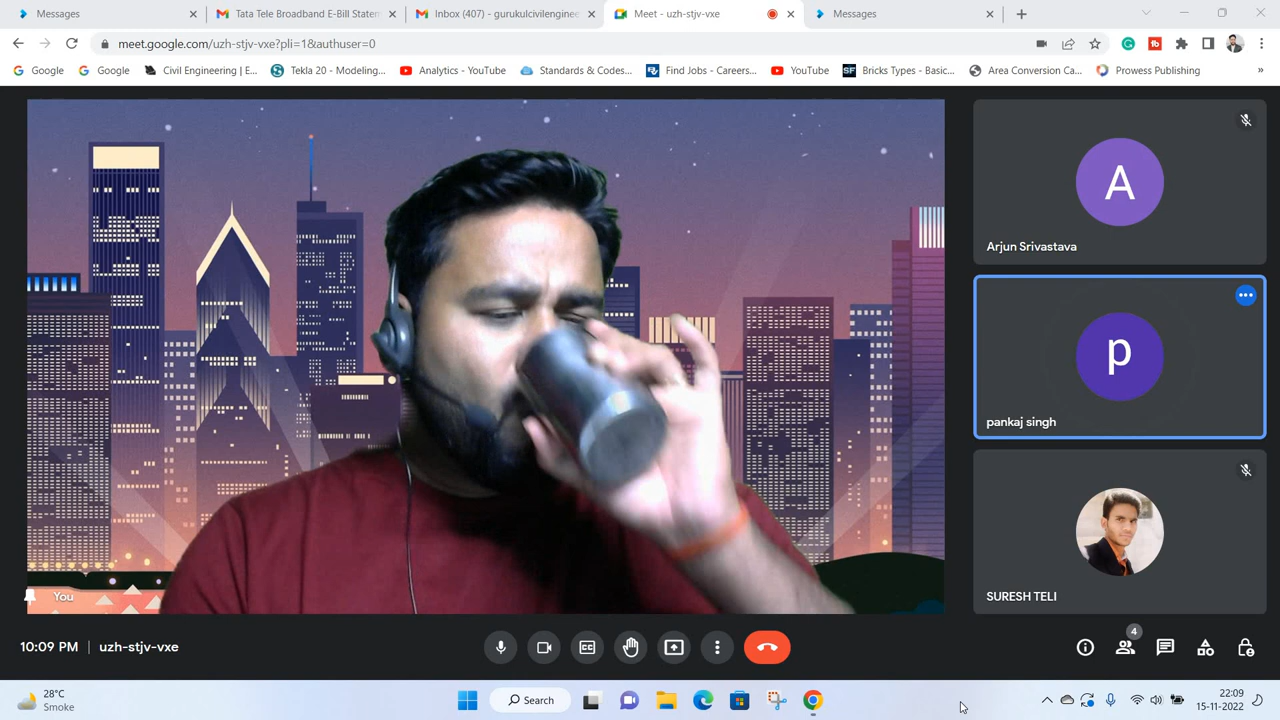 Messages
Tata Tele Broadband E-Bill Statem
Inbox (407) - gurukulcivilenginee
Meet - uzh-stjv-vxe
Messages
meet.google.com/uzh-stjv-vxe?pli=1&authuser=0
Google
Google
Civil Engineering | E...
Tekla 20 - Modeling...
Analytics - YouTube
Standards & Codes...
Find Jobs - Careers...
YouTube
SF
Bricks Types - Basic...
Area Conversion Ca...
Prowess Publishing
»
A
Arjun Srivastava
p
pankaj singh
SURESH TELI
You
10:09 PM | uzh-stjv-vxe
CC
4
28°C
Smoke
Search
22:09
15-11-2022